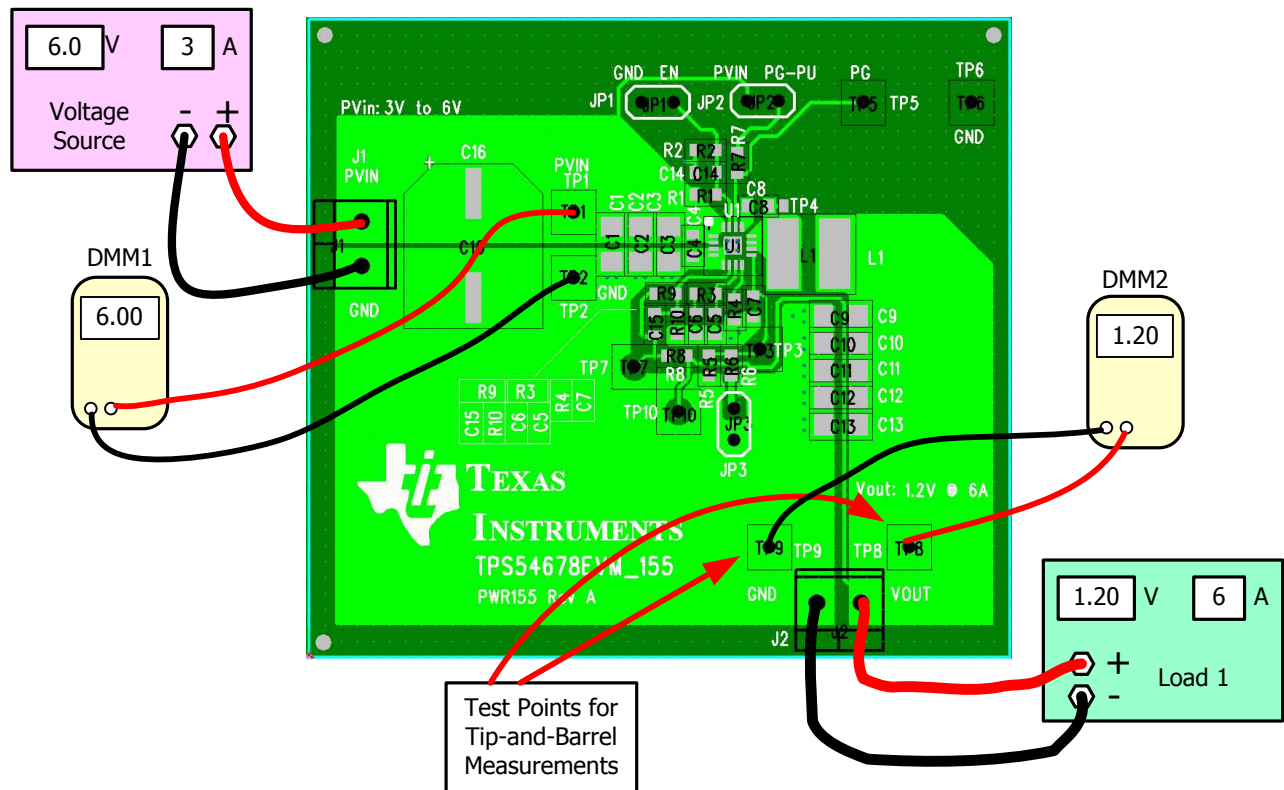 6.0 V 3 A
Voltage
Source
- +
DMM1
6.00
DMM2
1.20
1.20 V 6 A
+
-
Load 1
Test Points for
Tip-and-Barrel
Measurements
GND EN PVIN PG-PU PG TP6
JP1 JP1 JP2 JP2 TP5 TP5 TP6
GND
PVin: 3V to 6V
J1
PVIN
J1
GND
C16
+
C16
PVIN
TP1
TP1
TP2
GND
TP2
C1 C2 C3 C4
C1 C2 C3 C4
R2 R2
C14 C14
R1 R1
R7
R7
C8
C8 TP4
U1
U1
L1 L1
R9 R3
C15 R10 C6 C5 R4 C7
TP7 TP7
R8
R8
R5 R6
R5 R6
TP3 TP3
TP10 TP10
JP3
JP3
C9 C9
C10 C10
C11 C11
C12 C12
C13 C13
R9 R3
C15 R10 C6 C5 R4 C7
TEXAS
INSTRUMENTS
TPS54678EVM_155
PWR155 Rev A
Vout: 1.2V @ 6A
TP9 TP9 TP8 TP8
GND VOUT
J2 J2